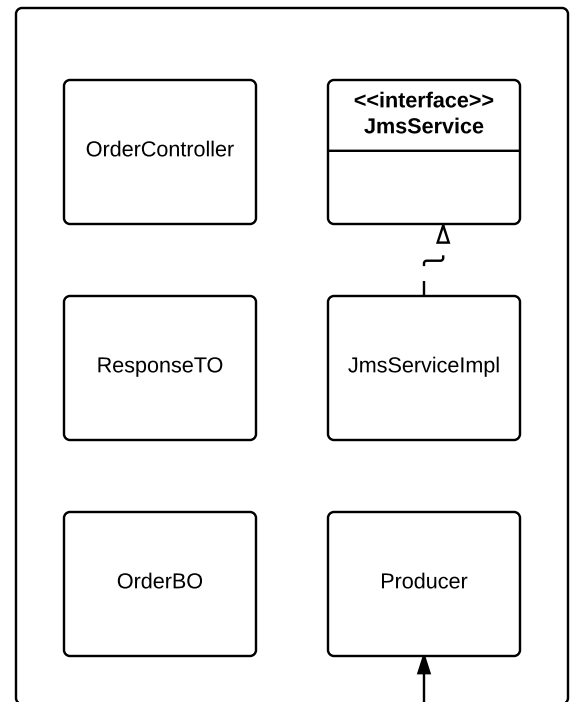 OrderController
<<interface>>
JmsService
ResponseTO
JmsServiceImpl
OrderBO
Producer